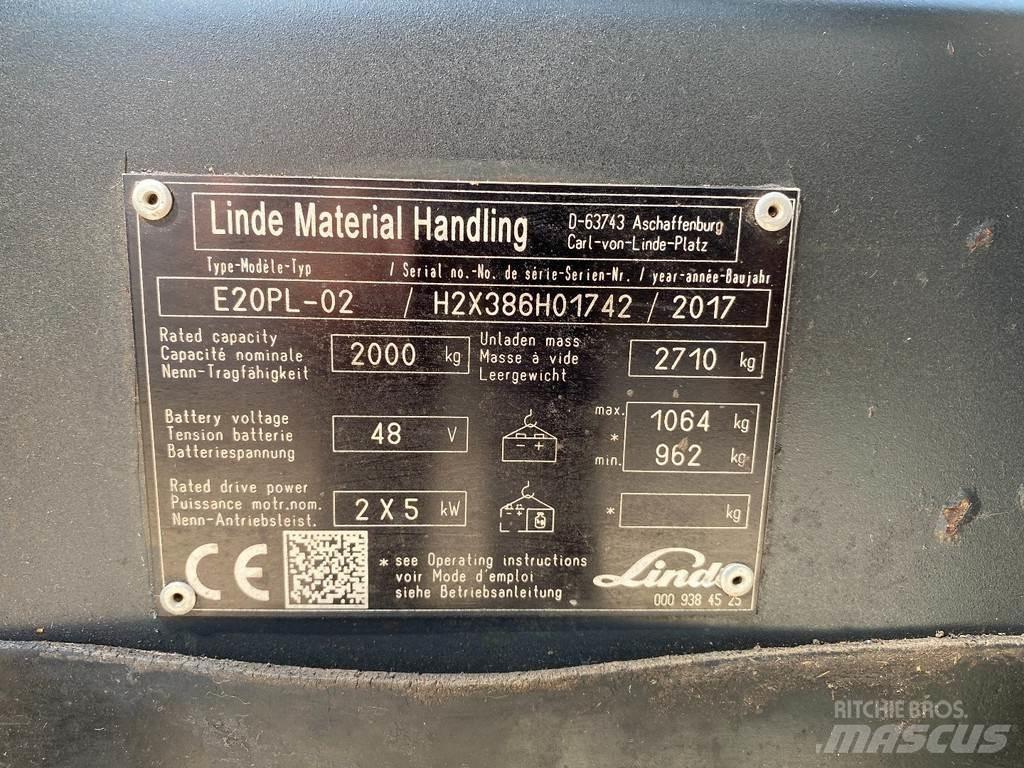 Linde Material Handling
D-63743 Aschaffenburg
Carl-von-Linde-Platz
Type-Modèle-Typ / Serial no.-No. de série-Serien-Nr. / year-année-Baujahr
E20PL-02 / H2X386H01742 / 2017
Rated capacity
Capacité nominale
Nenn-Tragfähigkeit
2000 kg
Unladen mass
Masse à vide
Leergewicht
2710 kg
Battery voltage
Tension batterie
Batteriespannung
48 V
- +
max. 1064 kg
*
min. 962 kg
Rated drive power
Puissance motr.nom.
Nenn-Antriebsleist.
2 X 5 kW
- +
kg
* kg
CE
* see Operating instructions
voir Mode d'emploi
siehe Betriebsanleitung
Linde
000 938 45 25
RITCHIE BROS.
MASCUS